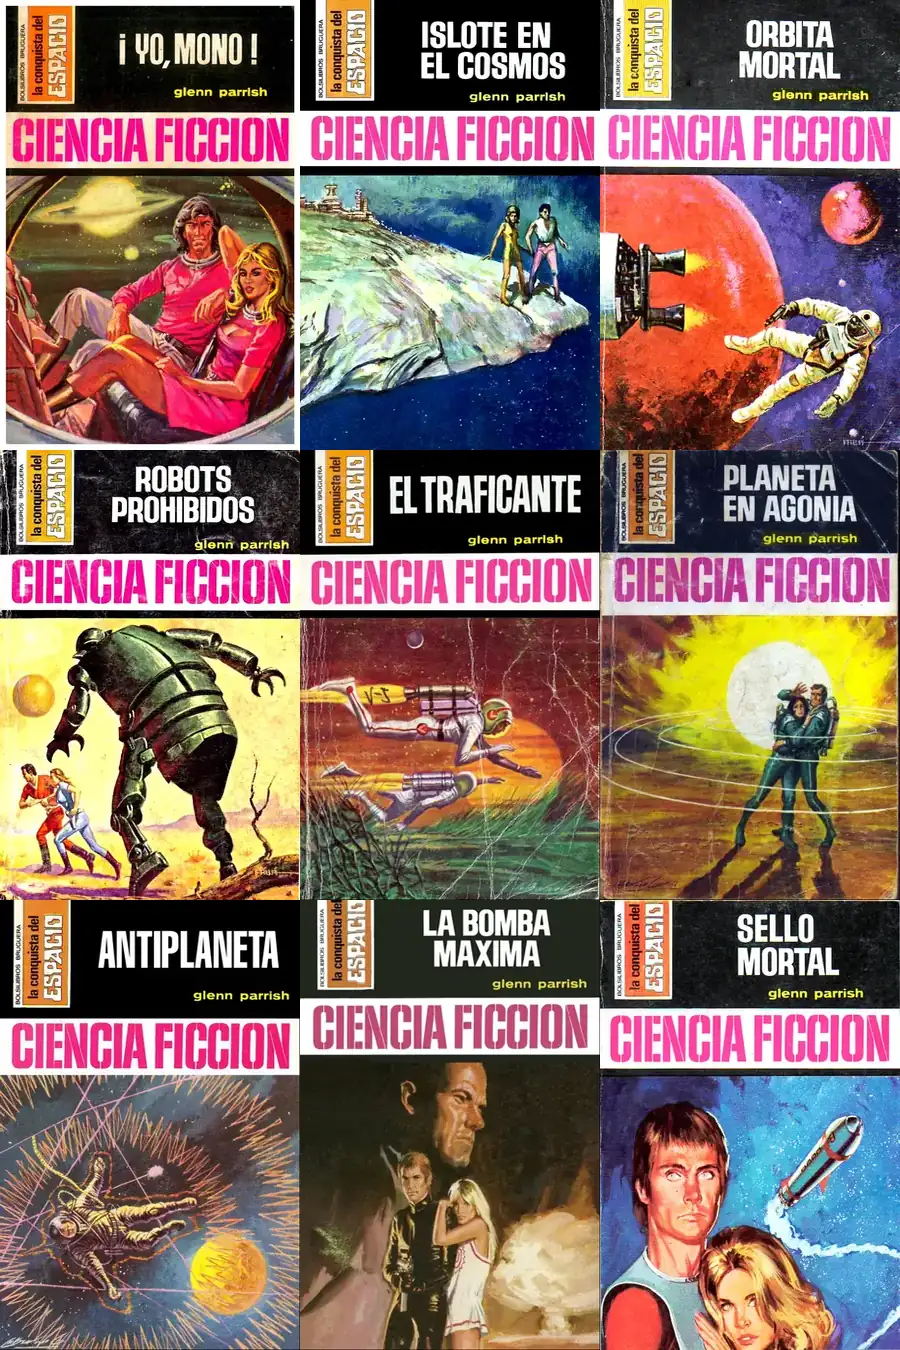 BOLSILIBROS BRUGUERA
la conquista del
ESPACIO
¡ YO, MONO !
glenn parrish
CIENCIA FICCION
la conquista del
ESPACIO
ISLOTE EN
EL COSMOS
glenn parrish
CIENCIA FICCION
BOLSILIBROS BRUGUERA
la conquista del
ESPACIO
ORBITA
MORTAL
glenn parrish
CIENCIA FICCION
BOLSILIBROS BRUGUERA
la conquista del
ESPACIO
ROBOTS
PROHIBIDOS
glenn parrish
CIENCIA FICCION
BOLSILIBROS BRUGUERA
la conquista del
ESPACIO
EL TRAFICANTE
glenn parrish
CIENCIA FICCION
BOLSILIBROS BRUGUERA
la conquista del
ESPACIO
PLANETA
EN AGONIA
glenn parrish
CIENCIA FICCION
BOLSILIBROS BRUGUERA
la conquista del
ESPACIO
ANTIPLANETA
glenn parrish
CIENCIA FICCION
BOLSILIBROS BRUGUERA
la conquista del
ESPACIO
LA BOMBA
MAXIMA
glenn parrish
CIENCIA FICCION
BOLSILIBROS BRUGUERA
la conquista del
ESPACIO
SELLO
MORTAL
glenn parrish
CIENCIA FICCION